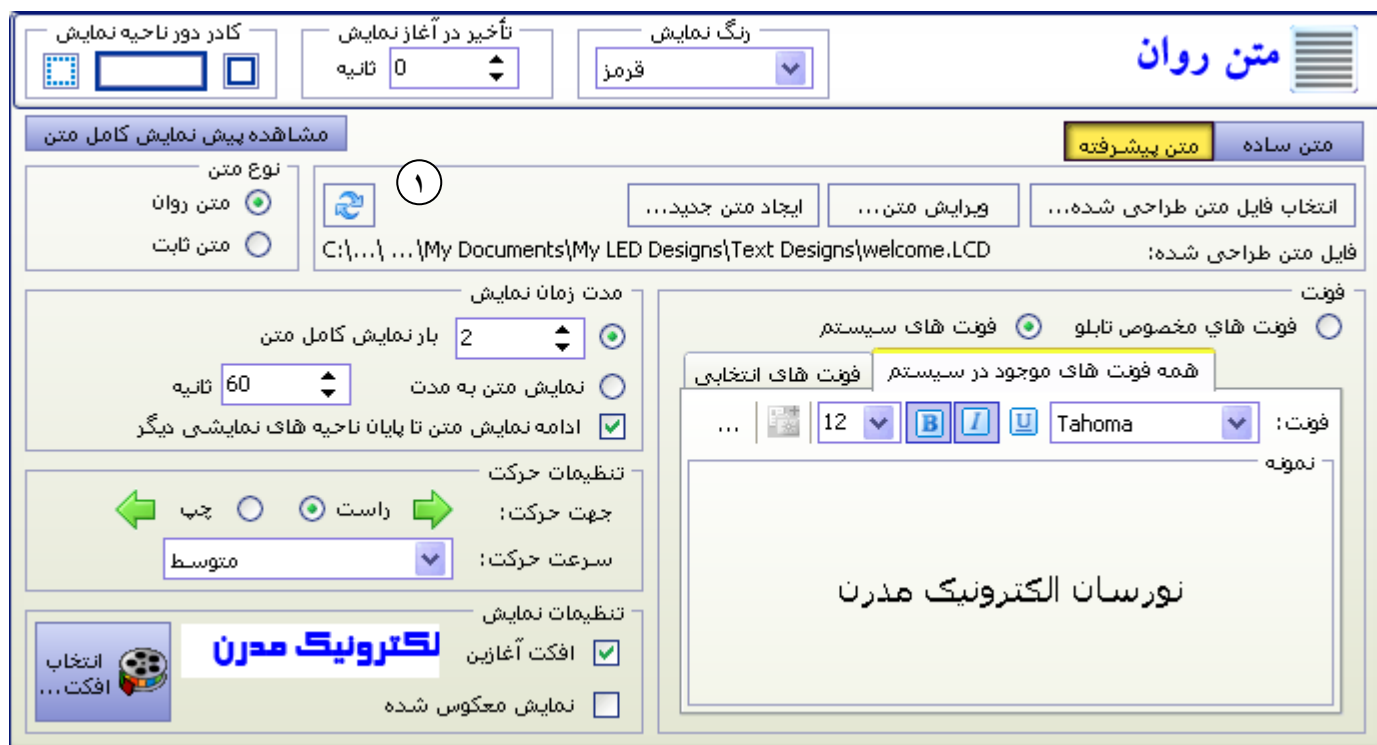 متن روان
رنگ نمایش
قرمز
تأخیر در آغاز نمایش
0 ثانیه
کادر دور ناحیه نمایش
متن ساده
متن پیشرفته
مشاهده پیش نمایش کامل متن
انتخاب فایل متن طراحی شده...
ویرایش متن...
ایجاد متن جدید...
۱
فایل متن طراحی شده:
C:\...\ ...\My Documents\My LED Designs\Text Designs\welcome.LCD
نوع متن
متن روان
متن ثابت
فونت
فونت هاي مخصوص تابلو
فونت های سیستم
همه فونت های موجود در سیستم
فونت های انتخابی
فونت:
Tahoma
U
I
B
12
...
نمونه
نورسان الکترونیک مدرن
مدت زمان نمایش
2 بار نمایش کامل متن
نمایش متن به مدت 60 ثانیه
ادامه نمایش متن تا پایان ناحیه های نمایشی دیگر
تنظیمات حرکت
جهت حرکت:
راست
چپ
سرعت حرکت:
متوسط
تنظیمات نمایش
افکت آغازین
لکترونیک مدرن
انتخاب
افکت...
نمایش معکوس شده